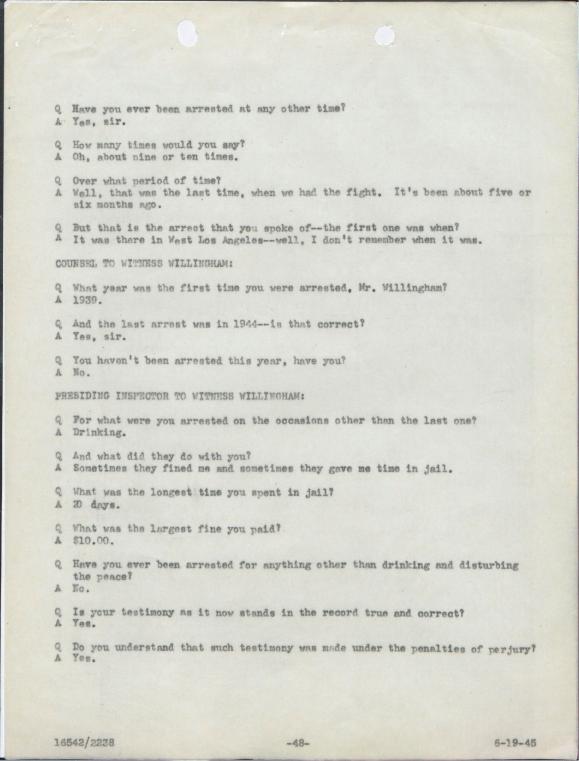 Q Have you ever been arrested at any other time?
A Yes, sir.
Q How many times would you say?
A Oh, about nine or ten times.
Q Over what period of time?
A Well, that was the last time, when we had the fight. It's been about five or
six months ago.
Q But that is the arrest that you spoke of--the first one was when?
A It was there in West Los Angeles--well, I don't remember when it was.
COUNSEL TO WITNESS WILLINGHAM:
Q What year was the first time you were arrested, Mr. Willingham?
A 1939.
Q And the last arrest was in 1944--is that correct?
A Yes, sir.
Q You haven't been arrested this year, have you?
A No.
PRESIDING INSPECTOR TO WITNESS WILLINGHAM:
Q For what were you arrested on the occasions other than the last one?
A Drinking.
Q And what did they do with you?
A Sometimes they fined me and sometimes they gave me time in jail.
Q What was the longest time you spent in jail?
A 20 days.
Q What was the largest fine you paid?
A $10.00.
Q Have you ever been arrested for anything other than drinking and disturbing
the peace?
A No.
Q Is your testimony as it now stands in the record true and correct?
A Yes.
Q Do you understand that such testimony was made under the penalties of perjury?
A Yes.
16542/2238 -48- 6-19-45